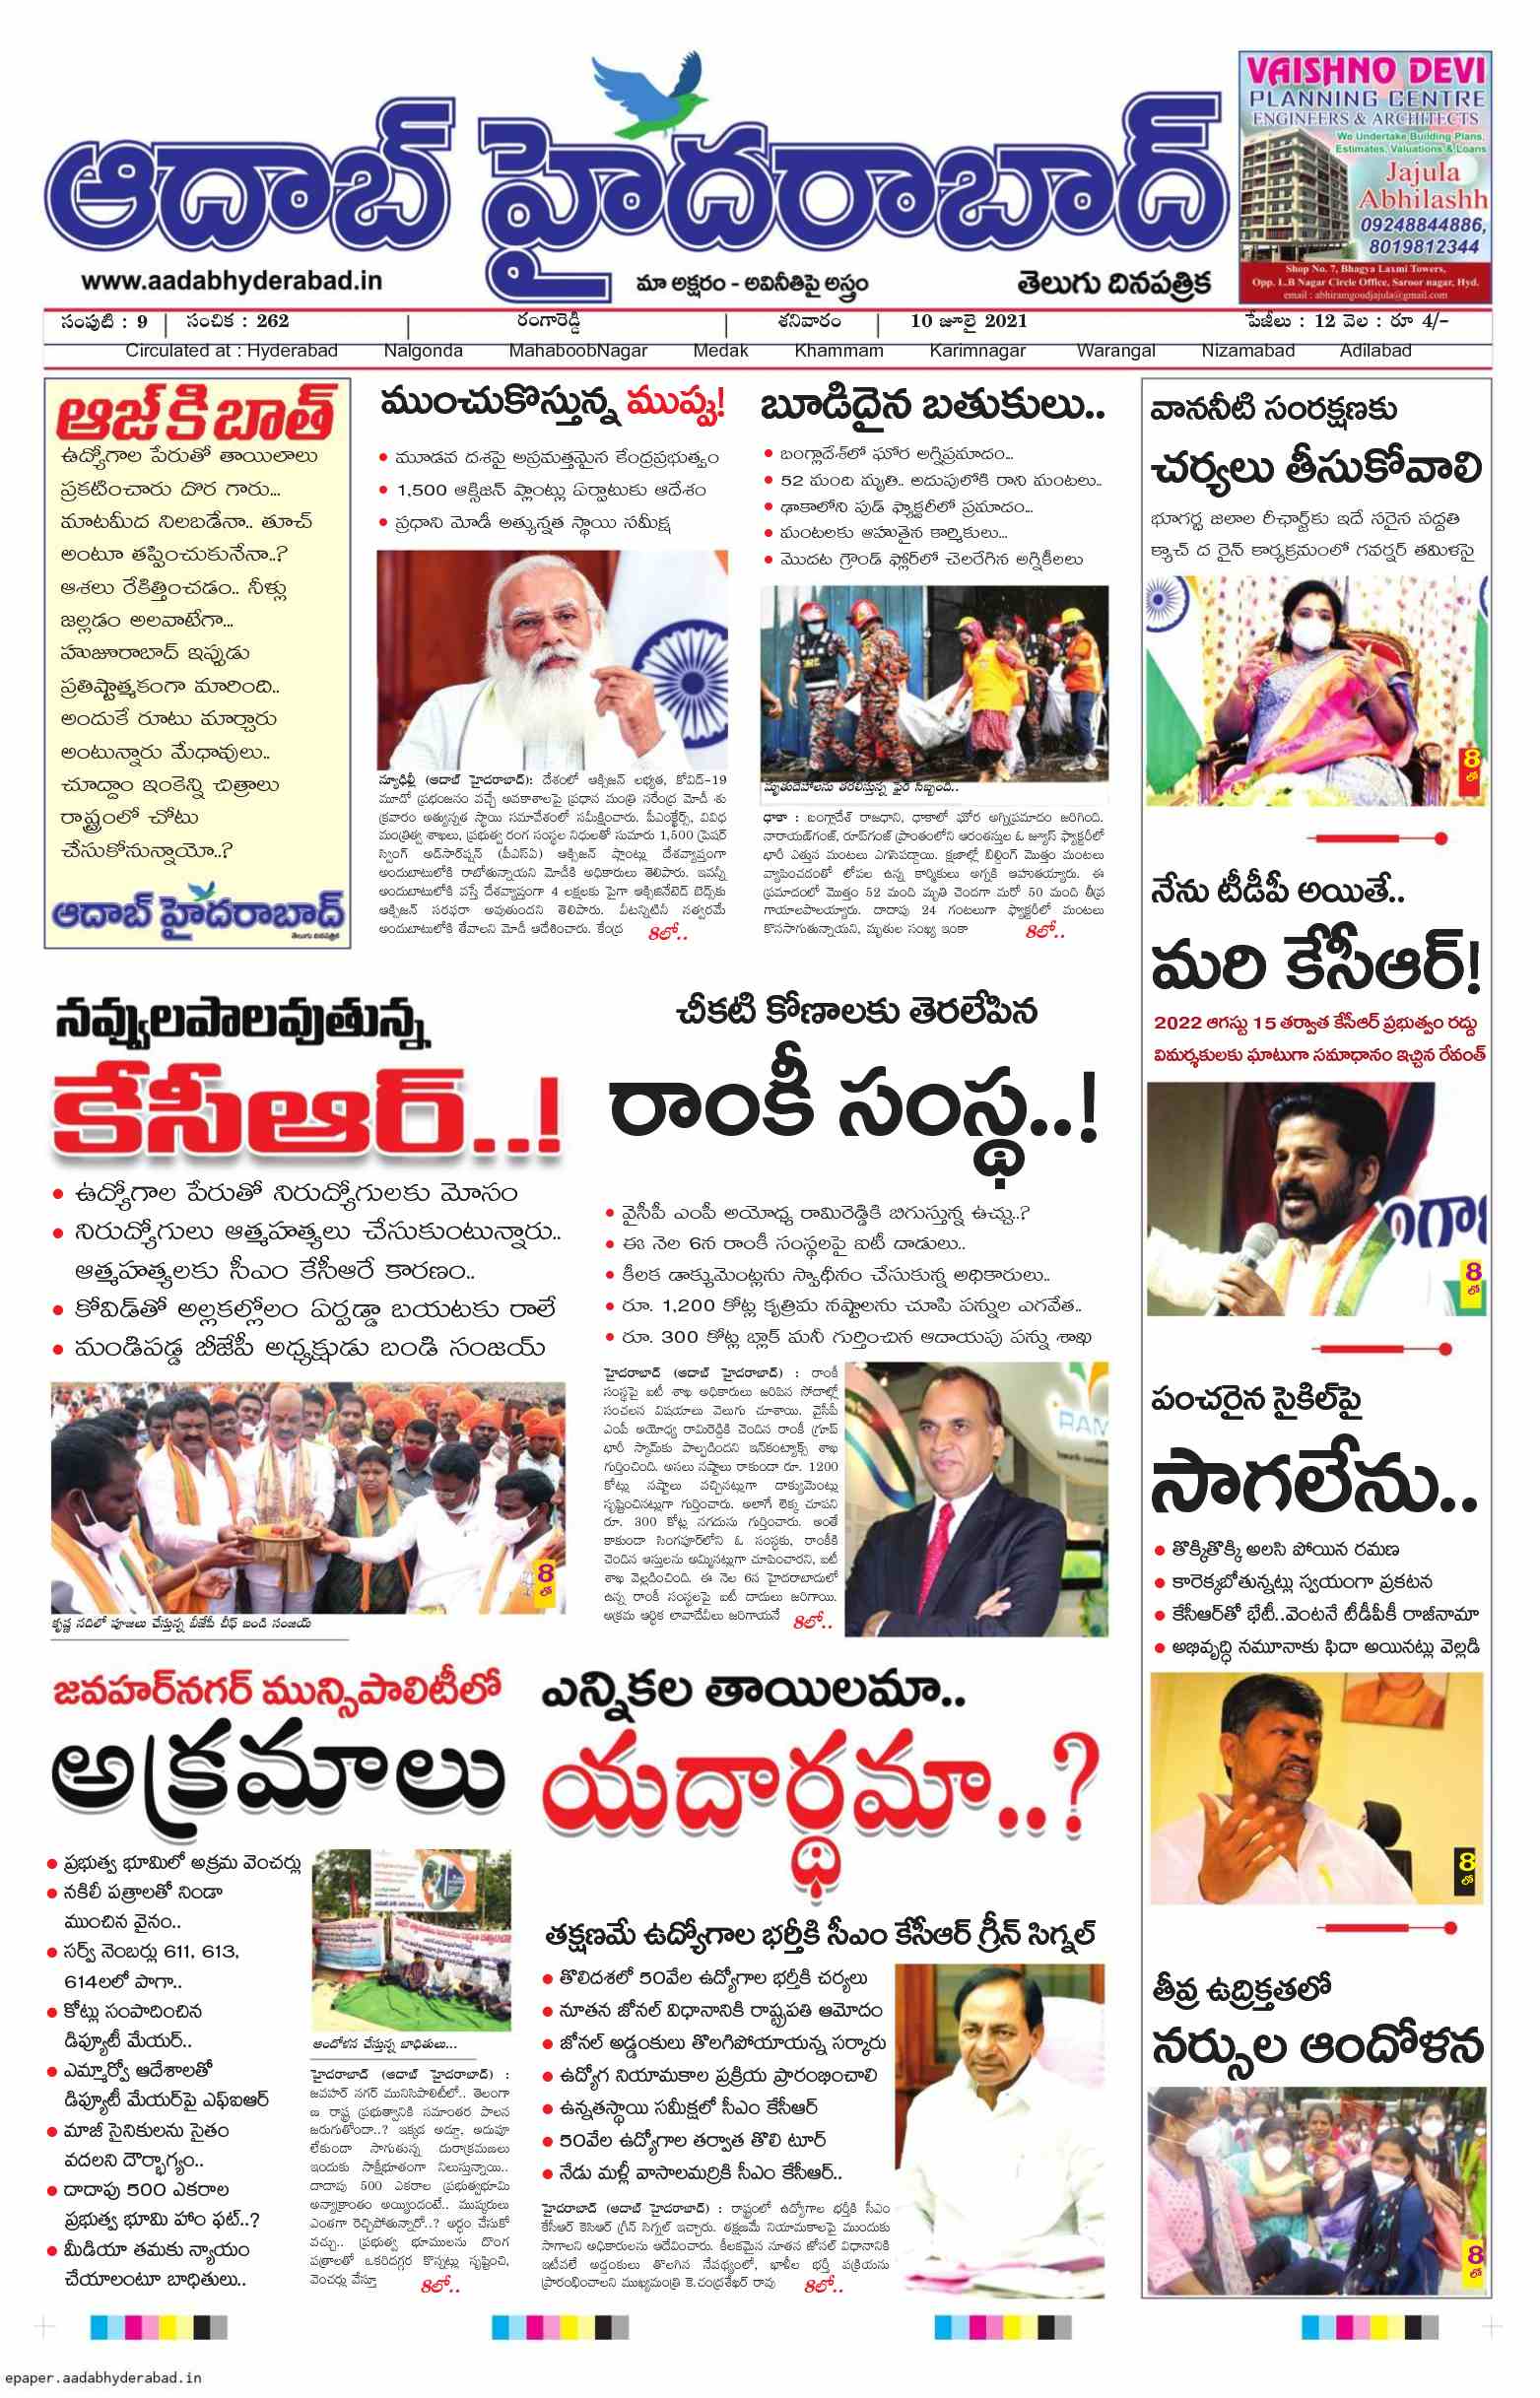 ఆదాబ్ హైదరాబాద్
www.aadabhyderabad.in
మా అక్షరం - అవినీతిపై అస్త్రం
తెలుగు దినపత్రిక
VAISHNO DEVI
PLANNING CENTRE
ENGINEERS & ARCHITECTS
We Undertake Building Plans,
Estimates, Valuations & Loans
Jajula
Abhilashh
09248844886,
8019812344
Shop No. 7, Bhagya Laxmi Towers,
Opp. L.B Nagar Circle Office, Saroor nagar, Hyd.
email : abhiramgoudjajula@gmail.com
సంపుటి : 9 | సంచిక : 262 | రంగారెడ్డి | శనివారం | 10 జూలై 2021 పేజీలు : 12 వెల : రూ 4/-
Circulated at : Hyderabad Nalgonda MahaboobNagar Medak Khammam Karimnagar Warangal Nizamabad Adilabad
ఆజ్ కి బాత్
ఉద్యోగాల పేరుతో తాయిలాలు
ప్రకటించారు దొర గారు...
మాటమీద నిలబడేనా.. తూచ్
అంటూ తప్పించుకునేనా..?
ఆశలు రేకెత్తించడం.. నీళ్లు
జల్లడం అలవాటేగా...
హుజూరాబాద్ ఇప్పుడు
ప్రతిష్టాత్మకంగా మారింది..
అందుకే రూటు మార్చారు
అంటున్నారు మేధావులు..
చూద్దాం ఇంకెన్ని చిత్రాలు
రాష్ట్రంలో చోటు
చేసుకోనున్నాయో..?
ఆదాబ్ హైదరాబాద్
తెలుగు దినపత్రిక
ముంచుకొస్తున్న ముప్పు!
• మూడవ దశపై అప్రమత్తమైన కేంద్రప్రభుత్వం
• 1,500 ఆక్సిజన్ ప్లాంట్లు ఏర్పాటుకు ఆదేశం
• ప్రధాని మోడీ అత్యున్నత స్థాయి సమీక్ష
న్యూఢిల్లీ (ఆదాబ్ హైదరాబాద్): దేశంలో ఆక్సిజన్ లభ్యత, కోవిడ్-19
మూడో ప్రభంజనం వచ్చే అవకాశాలపై ప్రధాన మంత్రి నరేంద్ర మోడీ శు
క్రవారం అత్యున్నత స్థాయి సమావేశంలో సమీక్షించారు. పీఎంకేర్స్, వివిధ
మంత్రిత్వ శాఖలు, ప్రభుత్వ రంగ సంస్థల నిధులతో సుమారు 1,500 ప్రెషర్
స్వింగ్ అడ్‌సార్‌ప్షన్ (పీఎస్ఏ) ఆక్సిజన్ ప్లాంట్లు దేశవ్యాప్తంగా
అందుబాటులోకి రాబోతున్నాయని మోడీకి అధికారులు తెలిపారు. ఇవన్నీ
అందుబాటులోకి వస్తే దేశవ్యాప్తంగా 4 లక్షలకు పైగా ఆక్సిజనేటెడ్ బెడ్స్‌కు
ఆక్సిజన్ సరఫరా అవుతుందని తెలిపారు. వీటన్నిటినీ సత్వరమే
అందుబాటులోకి తేవాలని మోడీ ఆదేశించారు. కేంద్ర 8లో..
బూడిదైన బతుకులు..
• బంగ్లాదేశ్‌లో ఘోర అగ్నిప్రమాదం...
• 52 మంది మృతి.. అదుపులోకి రాని మంటలు..
• ఢాకాలోని ఫుడ్ ఫ్యాక్టరీలో ప్రమాదం...
• మంటలకు ఆహుతైన కార్మికులు...
• మొదట గ్రౌండ్ ఫ్లోర్‌లో చెలరేగిన అగ్నికీలలు
మృతదేహాలను తరలిస్తున్న ఫైర్ సిబ్బంది..
ఢాకా : బంగ్లాదేశ్ రాజధాని, ఢాకాలో ఘోర అగ్నిప్రమాదం జరిగింది.
నారాయణ్‌గంజ్, రూప్‌గంజ్ ప్రాంతంలోని ఆరంతస్తుల ఓ జ్యూస్ ఫ్యాక్టరీలో
భారీ ఎత్తున మంటలు ఎగసిపడ్డాయి. క్షణాల్లో బిల్డింగ్ మొత్తం మంటలు
వ్యాపించడంతో లోపల ఉన్న కార్మికులు అగ్నికి ఆహుతయ్యారు. ఈ
ప్రమాదంలో మొత్తం 52 మంది మృతి చెందగా మరో 50 మంది తీవ్ర
గాయాలపాలయ్యారు. దాదాపు 24 గంటలుగా ఫ్యాక్టరీలో మంటలు
కొనసాగుతున్నాయని, మృతుల సంఖ్య ఇంకా 8లో..
వాననీటి సంరక్షణకు
చర్యలు తీసుకోవాలి
భూగర్భ జలాల రీఛార్జ్‌కు ఇదే సరైన పద్దతి
క్యాచ్ ద రైన్ కార్యక్రమంలో గవర్నర్ తమిళసై
8లో
నేను టీడీపీ అయితే..
మరి కేసీఆర్!
2022 ఆగస్టు 15 తర్వాత కేసీఆర్ ప్రభుత్వం రద్దు
విమర్శకులకు ఘాటుగా సమాధానం ఇచ్చిన రేవంత్
8లో
పంచరైన సైకిల్‌పై
సాగలేను..
• తొక్కితొక్కి అలసి పోయిన రమణ
• కారెక్కబోతున్నట్లు స్వయంగా ప్రకటన
• కేసీఆర్‌తో భేటీ..వెంటనే టీడీపీకీ రాజీనామా
• అభివృద్ధి నమూనాకు ఫిదా అయినట్లు వెల్లడి
8లో
తీవ్ర ఉద్రిక్తతలో
నర్సుల ఆందోళన
8లో
నవ్వులపాలవుతున్న
కేసీఆర్..!
• ఉద్యోగాల పేరుతో నిరుద్యోగులకు మోసం
• నిరుద్యోగులు ఆత్మహత్యలు చేసుకుంటున్నారు..
ఆత్మహత్యలకు సీఎం కేసీఆరే కారణం..
• కోవిడ్‌తో అల్లకల్లోలం ఏర్పడ్డా బయటకు రాలే
• మండిపడ్డ బీజేపీ అధ్యక్షుడు బండి సంజయ్
8లో
కృష్ణ నదిలో పూజలు చేస్తున్న బీజేపీ చీఫ్ బండి సంజయ్
చీకటి కోణాలకు తెరలేపిన
రాంకీ సంస్థ..!
• వైసీపీ ఎంపీ అయోధ్య రామిరెడ్డికి బిగుస్తున్న ఉచ్చు..?
• ఈ నెల 6న రాంకీ సంస్థలపై ఐటీ దాడులు..
• కీలక డాక్యుమెంట్లను స్వాధీనం చేసుకున్న అధికారులు..
• రూ. 1,200 కోట్ల కృత్రిమ నష్టాలను చూపి పన్నుల ఎగవేత..
• రూ. 300 కోట్ల బ్లాక్ మనీ గుర్తించిన ఆదాయపు పన్ను శాఖ
హైదరాబాద్ (ఆదాబ్ హైదరాబాద్) : రాంకీ
సంస్థపై ఐటీ శాఖ అధికారులు జరిపిన సోదాల్లో
సంచలన విషయాలు వెలుగు చూశాయి. వైసీపీ
ఎంపీ అయోధ్య రామిరెడ్డికి చెందిన రాంకీ గ్రూప్
భారీ స్కామ్‌కు పాల్పడిందని ఇన్‌కంట్యాక్స్ శాఖ
గుర్తించింది. అసలు నష్టాలు రాకుండా రూ. 1200
కోట్లు నష్టాలు వచ్చినట్లుగా డాక్యుమెంట్లు
సృష్టించినట్లుగా గుర్తించారు. అలాగే లెక్క చూపని
రూ. 300 కోట్ల నగదును గుర్తించారు. అంతే
కాకుండా సింగపూర్‌లోని ఓ సంస్థకు, రాంకీకి
చెందిన ఆస్తులను అమ్మినట్లుగా చూపించారని, ఐటీ
శాఖ వెల్లడించింది. ఈ నెల 6న హైదరాబాదులో
ఉన్న రాంకీ సంస్థలపై ఐటీ దాడులు జరిగాయి.
అక్రమ ఆర్థిక లావాదేవీలు జరిగాయనే 8లో..
జవహర్‌నగర్ మున్సిపాలిటీలో
అక్రమాలు
• ప్రభుత్వ భూమిలో అక్రమ వెంచర్లు
• నకిలీ పత్రాలతో నిండా
ముంచిన వైనం..
• సర్వే నెంబర్లు 611, 613,
614లలో పాగా..
• కోట్లు సంపాదించిన
డిప్యూటీ మేయర్..
• ఎమ్మార్వో ఆదేశాలతో
డిప్యూటీ మేయర్‌పై ఎఫ్ఐఆర్
• మాజీ సైనికులను సైతం
వదలని దౌర్భాగ్యం..
• దాదాపు 500 ఎకరాల
ప్రభుత్వ భూమి హాం ఫట్..?
• మీడియా తమకు న్యాయం
చేయాలంటూ బాధితులు..
ఆందోళన చేస్తున్న బాధితులు...
హైదరాబాద్ (ఆదాబ్ హైదరాబాద్) :
జవహర్ నగర్ మునిసిపాలిటీలో.. తెలంగా
ణ రాష్ట్ర ప్రభుత్వానికి సమాంతర పాలన
జరుగుతోందా..? ఇక్కడ అడ్డూ, అదుపూ
లేకుండా సాగుతున్న దురాక్రమణలు
ఇందుకు సాక్షీభూతంగా నిలుస్తున్నాయి..
దాదాపు 500 ఎకరాల ప్రభుత్వభూమి
అన్యాక్రాంతం అయ్యిందంటే.. ముష్కరులు
ఎంతగా రెచ్చిపోతున్నారో..? అర్ధం చేసుకో
వచ్చు.. ప్రభుత్వ భూములను దొంగ
పత్రాలతో ఒకరిదగ్గర కొన్నట్లు సృష్టించి,
వెంచర్లు వేస్తూ 8లో..
ఎన్నికల తాయిలమా..
యదార్థమా..?
తక్షణమే ఉద్యోగాల భర్తీకి సీఎం కేసీఆర్ గ్రీన్ సిగ్నల్
• తొలిదశలో 50వేల ఉద్యోగాల భర్తీకి చర్యలు
• నూతన జోనల్ విధానానికి రాష్ట్రపతి ఆమోదం
• జోనల్ అడ్డంకులు తొలగిపోయాయన్న సర్కారు
• ఉద్యోగ నియామకాల ప్రక్రియ ప్రారంభించాలి
• ఉన్నతస్థాయి సమీక్షలో సీఎం కేసీఆర్
• 50వేల ఉద్యోగాల తర్వాత తొలి టూర్
• నేడు మళ్లీ వాసాలమర్రికి సీఎం కేసీఆర్..
హైదరాబాద్ (ఆదాబ్ హైదరాబాద్) : రాష్ట్రంలో ఉద్యోగాల భర్తీకి సీఎం
కేసీఆర్ కెసిఆర్ గ్రీన్ సిగ్నల్ ఇచ్చారు. తక్షణమే నియామకాలపై ముందుకు
సాగాలని అధికారులను ఆదేవించారు. కీలకమైన నూతన జోనల్ విధానానికి
ఇటీవలే అడ్డంకులు తొలగిన నేపథ్యంలో, ఖాళీల భర్తీ ప్రక్రియను
ప్రారంభించాలని ముఖ్యమంత్రి కె.చంద్రశేఖర్ రావు 8లో..
epaper.aadabhyderabad.in